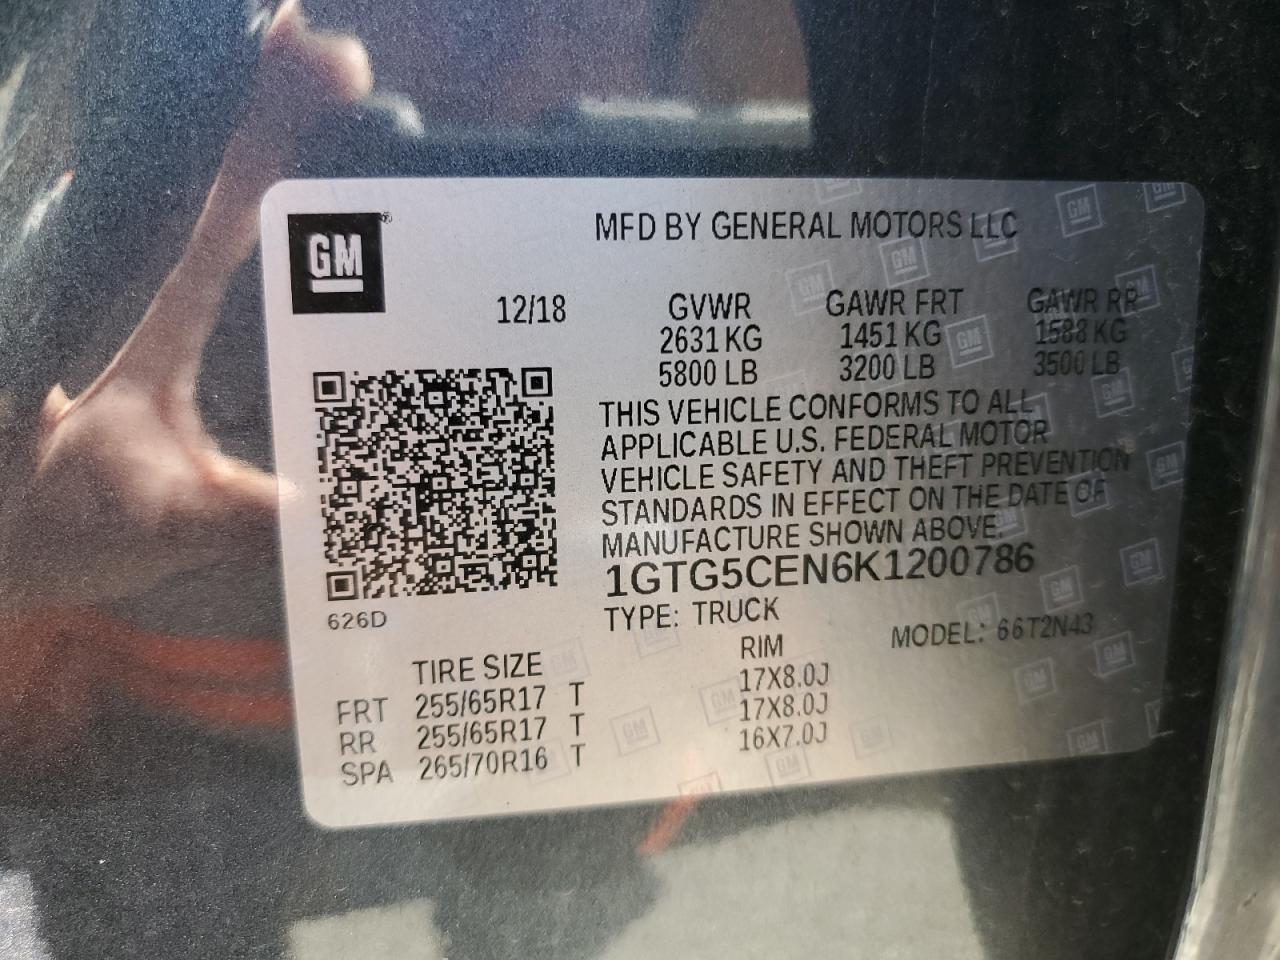 GM®
MFD BY GENERAL MOTORS LLC
12/18
GVWR GAWR FRT GAWR RR
2631 KG 1451 KG 1588 KG
5800 LB 3200 LB 3500 LB
THIS VEHICLE CONFORMS TO ALL
APPLICABLE U.S. FEDERAL MOTOR
VEHICLE SAFETY AND THEFT PREVENTION
STANDARDS IN EFFECT ON THE DATE OF
MANUFACTURE SHOWN ABOVE.
1GTG5CEN6K1200786
626D
TYPE: TRUCK
MODEL: 66T2N43
TIRE SIZE RIM
FRT 255/65R17 T 17X8.0J
RR 255/65R17 T 17X8.0J
SPA 265/70R16 T 16X7.0J